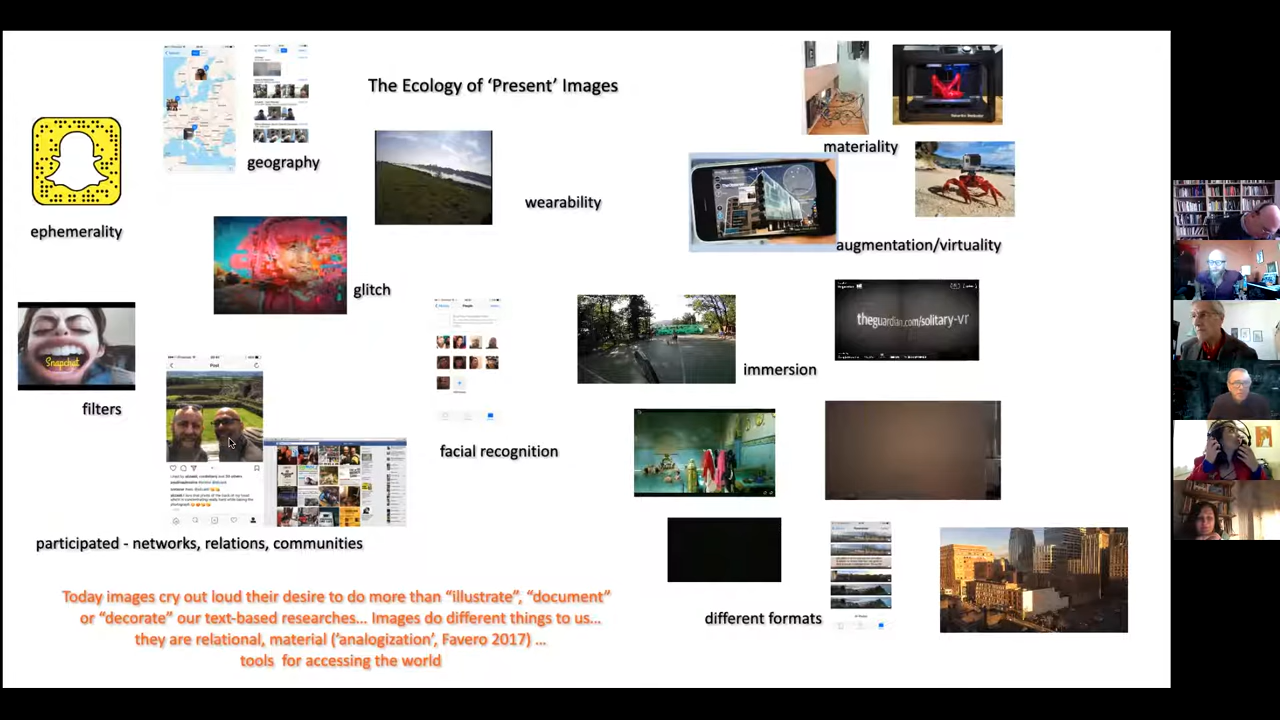 The Ecology of ‘Present’ Images
materiality
geography
wearability
ephemerality
augmentation/virtuality
glitch
theguardian.com/solitary-vr
Snapchat
immersion
filters
Post
People
facial recognition
participated - networks, relations, communities
different formats
Today images cry out loud their desire to do more than “illustrate”, “document”
or “decorate” our text-based researches... Images do different things to us...
they are relational, material (’analogization’, Favero 2017) ...
tools for accessing the world